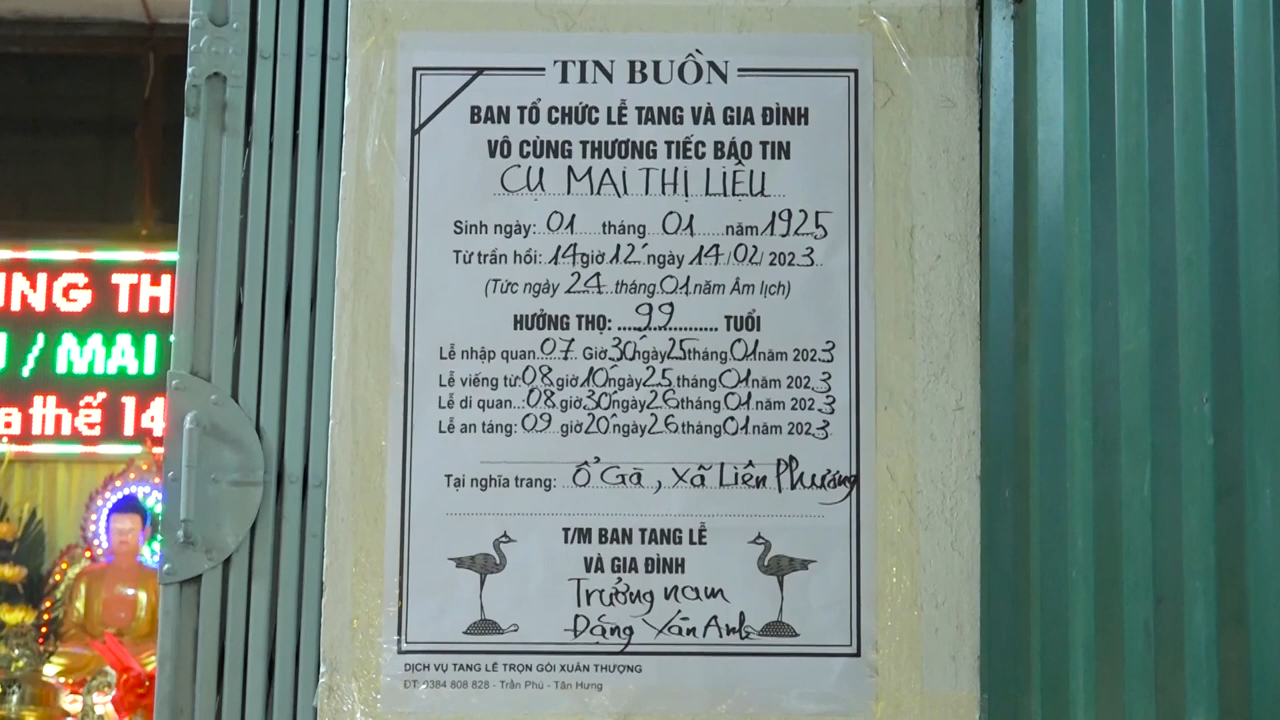 TIN BUỒN
BAN TỔ CHỨC LỄ TANG VÀ GIA ĐÌNH
VÔ CÙNG THƯƠNG TIẾC BÁO TIN
CỤ MAI THỊ LIỆU
Sinh ngày: 01 tháng 01 năm 1925
Từ trần hồi: 14 giờ 12' ngày 14/02/2023
(Tức ngày 24 tháng 01 năm Âm lịch)
HƯỞNG THỌ: 99 TUỔI
Lễ nhập quan 07 Giờ 30 ngày 25 tháng 01 năm 2023
Lễ viếng từ: 08 giờ 10 ngày 25 tháng 01 năm 2023
Lễ di quan: 08 giờ 30 ngày 26 tháng 01 năm 2023
Lễ an táng: 09 giờ 20 ngày 26 tháng 01 năm 2023
Tại nghĩa trang: Ổ Gà, Xã Liên Phương
T/M BAN TANG LỄ
VÀ GIA ĐÌNH
Trưởng nam
Đặng Văn Anh
DỊCH VỤ TANG LỄ TRỌN GÓI XUÂN THƯỢNG
ĐT: 0384 808 828 - Trần Phú - Tân Hưng
UNG TH
/ MAI
ạ thế 14